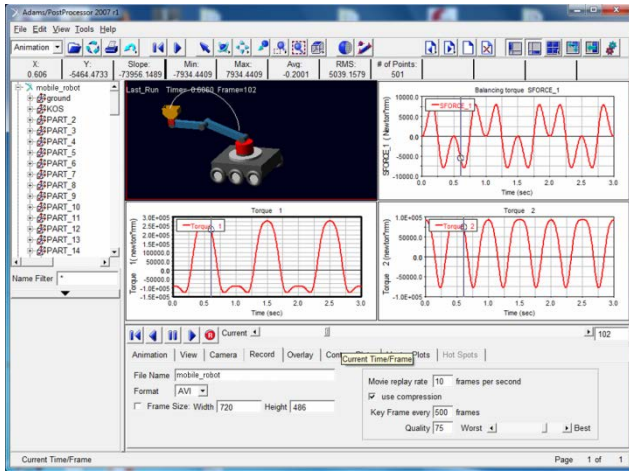 Adams/PostProcessor 2007 r1
File Edit View Tools Help
Animation
X: Y: Slope: Min: Max: Avg: RMS: # of Points:
0.606 -5464.4733 -73956.1489 -7934.4409 7934.4409 -0.2001 5039.1579 501
mobile_robot
ground
KOS
PART_2
PART_3
PART_4
PART_5
PART_6
PART_7
PART_8
PART_9
PART_10
PART_11
PART_12
PART_13
PART_14
Name Filter *
Last_Run Time= 0.6060 Frame=102
Balancing torque SFORCE_1
SFORCE_1 (Newton*mm)
10000.0
5000.0
0.0
-5000.0
-10000.0
SFORCE_1
0.0 0.5 1.0 1.5 2.0 2.5 3.0
Time (sec)
Torque 1
Torque 1 (newton*mm)
3.0E+005
2.5E+005
2.0E+005
1.5E+005
1.0E+005
50000.0
0.0
-50000.0
-1.0E+005
-1.5E+005
Torque 1
0.0 0.5 1.0 1.5 2.0 2.5 3.0
Time (sec)
Torque 2
Torque 2 (newton*mm)
1.0E+005
50000.0
0.0
-50000.0
-1.0E+005
Torque 2
0.0 0.5 1.0 1.5 2.0 2.5 3.0
Time (sec)
Current 102
Animation View Camera Record Overlay Plots Hot Spots
Current Time/Frame
File Name mobile_robot
Format AVI
Frame Size: Width 720 Height 486
Movie replay rate 10 frames per second
use compression
Key Frame every 500 frames
Quality 75 Worst Best
Current Time/Frame Page 1 of 1